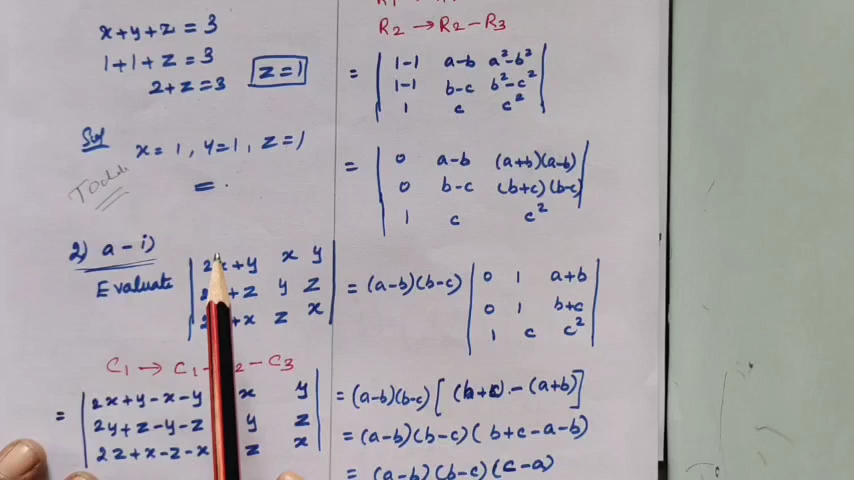 x+y+z=3
1+1+z=3
2+z=3 z=1
Sol x=1, y=1, z=1
=
2) a-i)
Evaluate | 2x+y x y |
+z y z
+x z x
C1 → C1- 2-C3
= | 2x+y-x-y x y |
2y+z-y-z y z
2z+x-z-x z x
R2 → R2-R3
= | 1-1 a-b a²-b² |
1-1 b-c b²-c²
1 c c²
= | 0 a-b (a+b)(a-b) |
0 b-c (b+c)(b-c)
1 c c²
= (a-b)(b-c) | 0 1 a+b |
0 1 b+c
1 c c²
= (a-b)(b-c)[(b+c)-(a+b)]
= (a-b)(b-c)(b+c-a-b)
= (a-b)(b-c)(c-a)